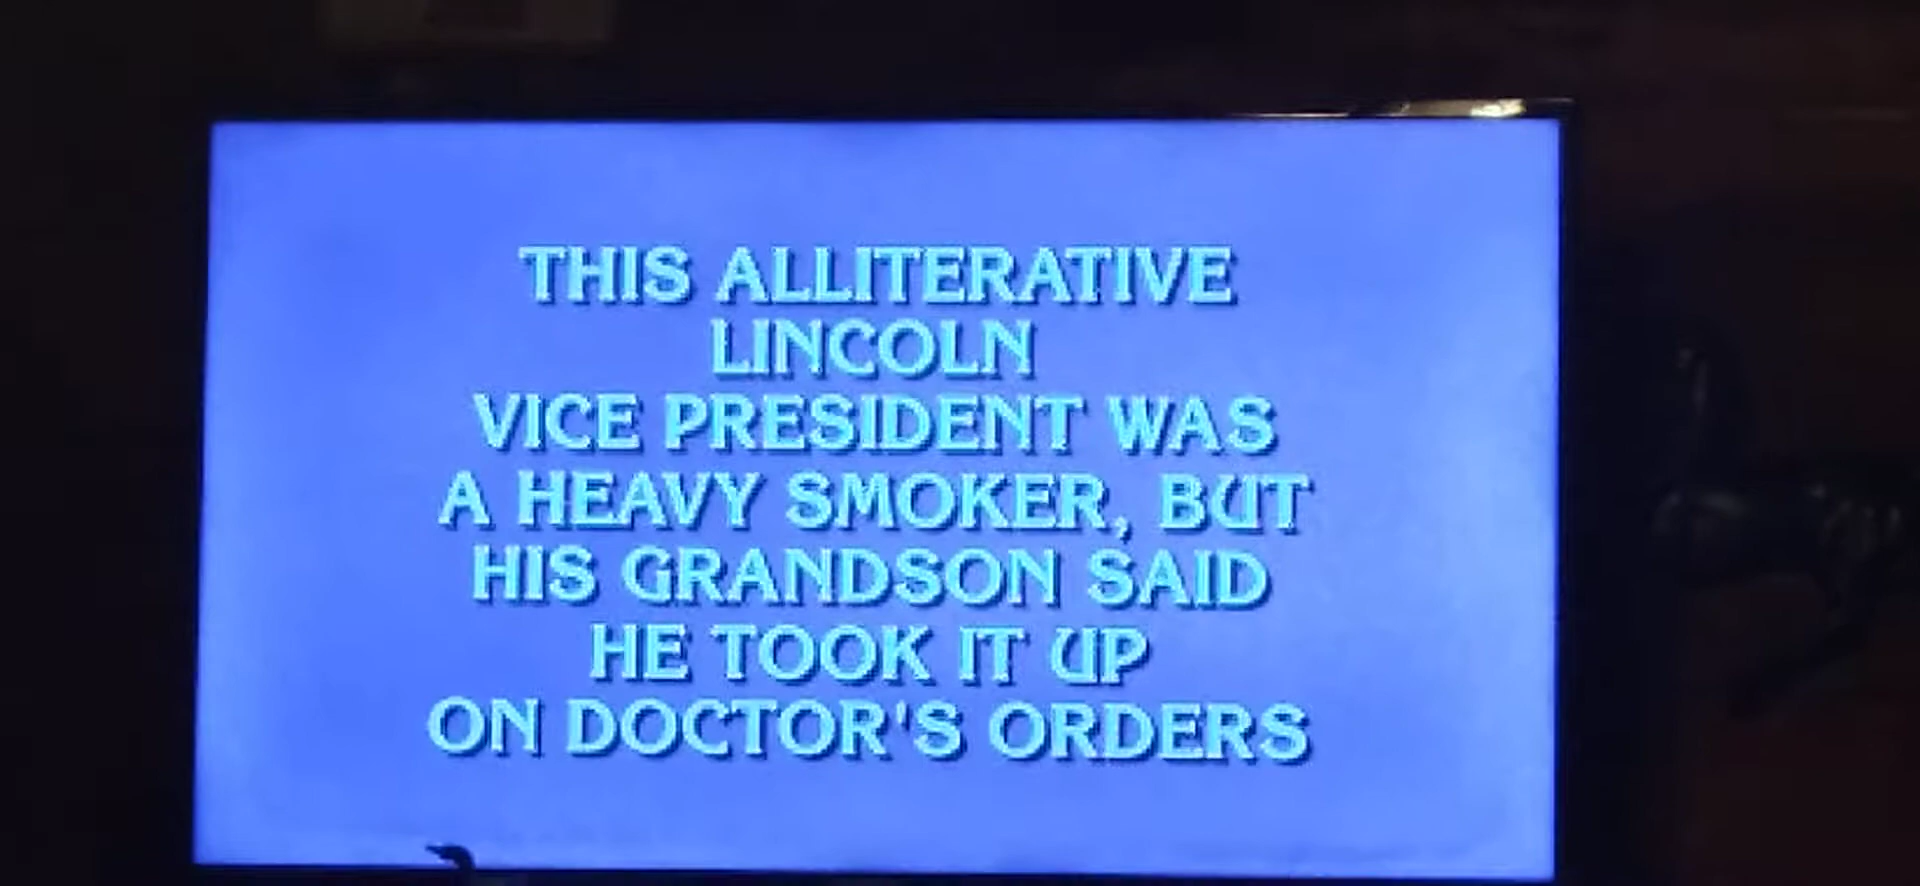 THIS ALLITERATIVE
LINCOLN
VICE PRESIDENT WAS
A HEAVY SMOKER, BUT
HIS GRANDSON SAID
HE TOOK IT UP
ON DOCTOR'S ORDERS